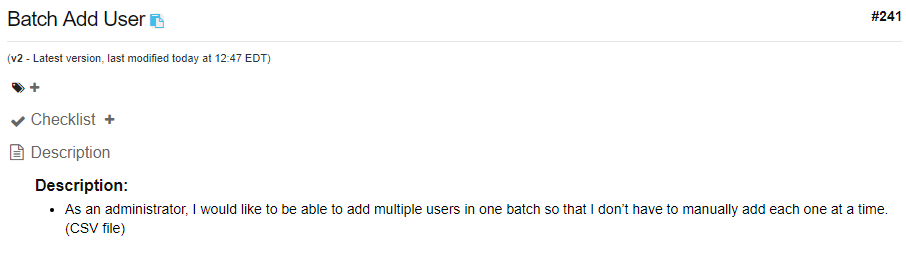 Batch Add User
#241
(v2 - Latest version, last modified today at 12:47 EDT)
Checklist
Description
Description:
• As an administrator, I would like to be able to add multiple users in one batch so that I don’t have to manually add each one at a time.
(CSV file)